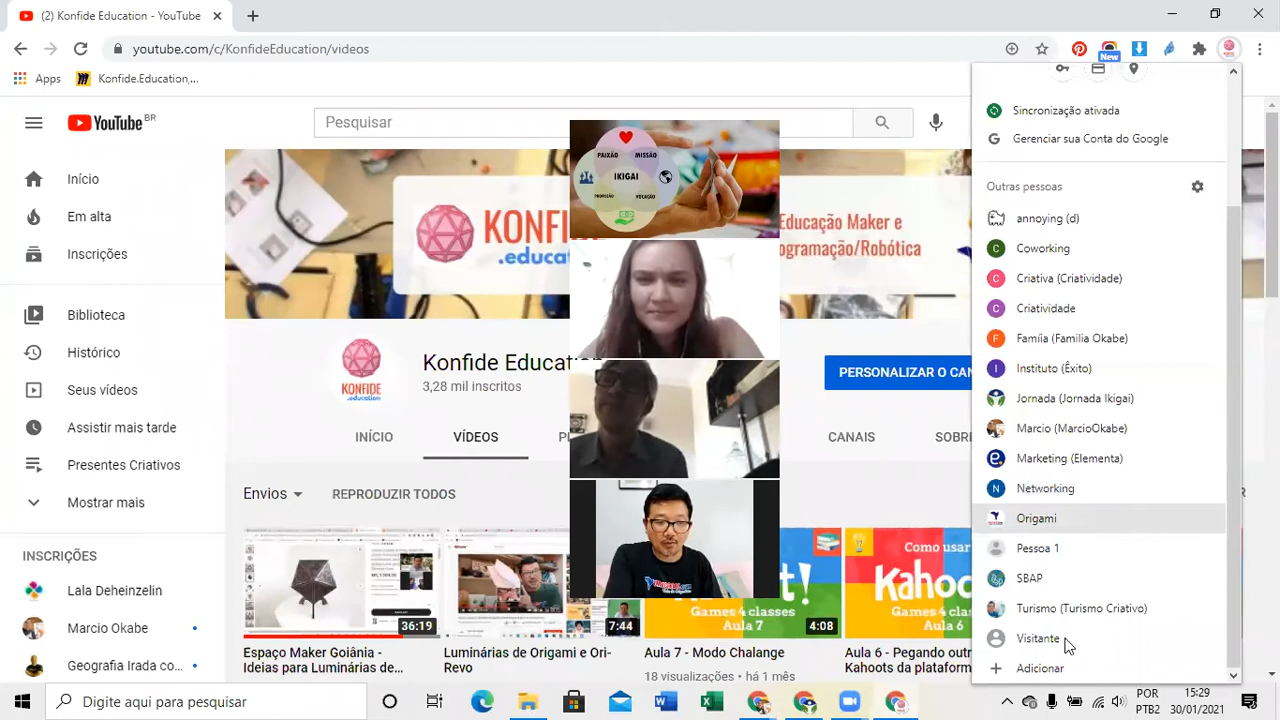 (2) Konfide Education - YouTube
youtube.com/c/KonfideEducation/videos
New
Apps
Konfide.Education,...
YouTube BR
Pesquisar
Início
Em alta
Inscrições
Biblioteca
Histórico
Seus vídeos
Assistir mais tarde
Presentes Criativos
Mostrar mais
INSCRIÇÕES
Lala Deheinzelin
Marcio Okabe
Geografia Irada co...
KONFIDE
.education
Educação Maker e
Programação/Robótica
PAIXÃO
MISSÃO
IKIGAI
PROFISSÃO
VOCAÇÃO
KONFIDE
.education
Konfide Education
3,28 mil inscritos
PERSONALIZAR O CAN
INÍCIO
VÍDEOS
CANAIS
SOBRE
Envios
REPRODUZIR TODOS
36:19
Espaço Maker Goiânia -
Ideias para Luminárias de...
7:44
Luminárias de Origami e Ori-
Revo
Games 4 classes
Aula 7
4:08
Aula 7 - Modo Chalange
18 visualizações • há 1 mês
Como usar
Kahoot
Games 4 classes
Aula 6
Aula 6 - Pegando outr
Kahoots da plataform
Sincronização ativada
G Gerenciar sua Conta do Google
Outras pessoas
annoying (d)
C Coworking
C Criativa (Criatividade)
C Criatividade
F Famíia (Família Okabe)
I Instituto (Êxito)
Jornada (Jornada Ikigai)
Marcio (MarcioOkabe)
Marketing (Elementa)
N Networking
Origami
Pessoa 1
SBAP
Turismo (Turismo Criativo)
Visitante
Adicionar
Digite aqui para pesquisar
POR
PTB2
15:29
30/01/2021